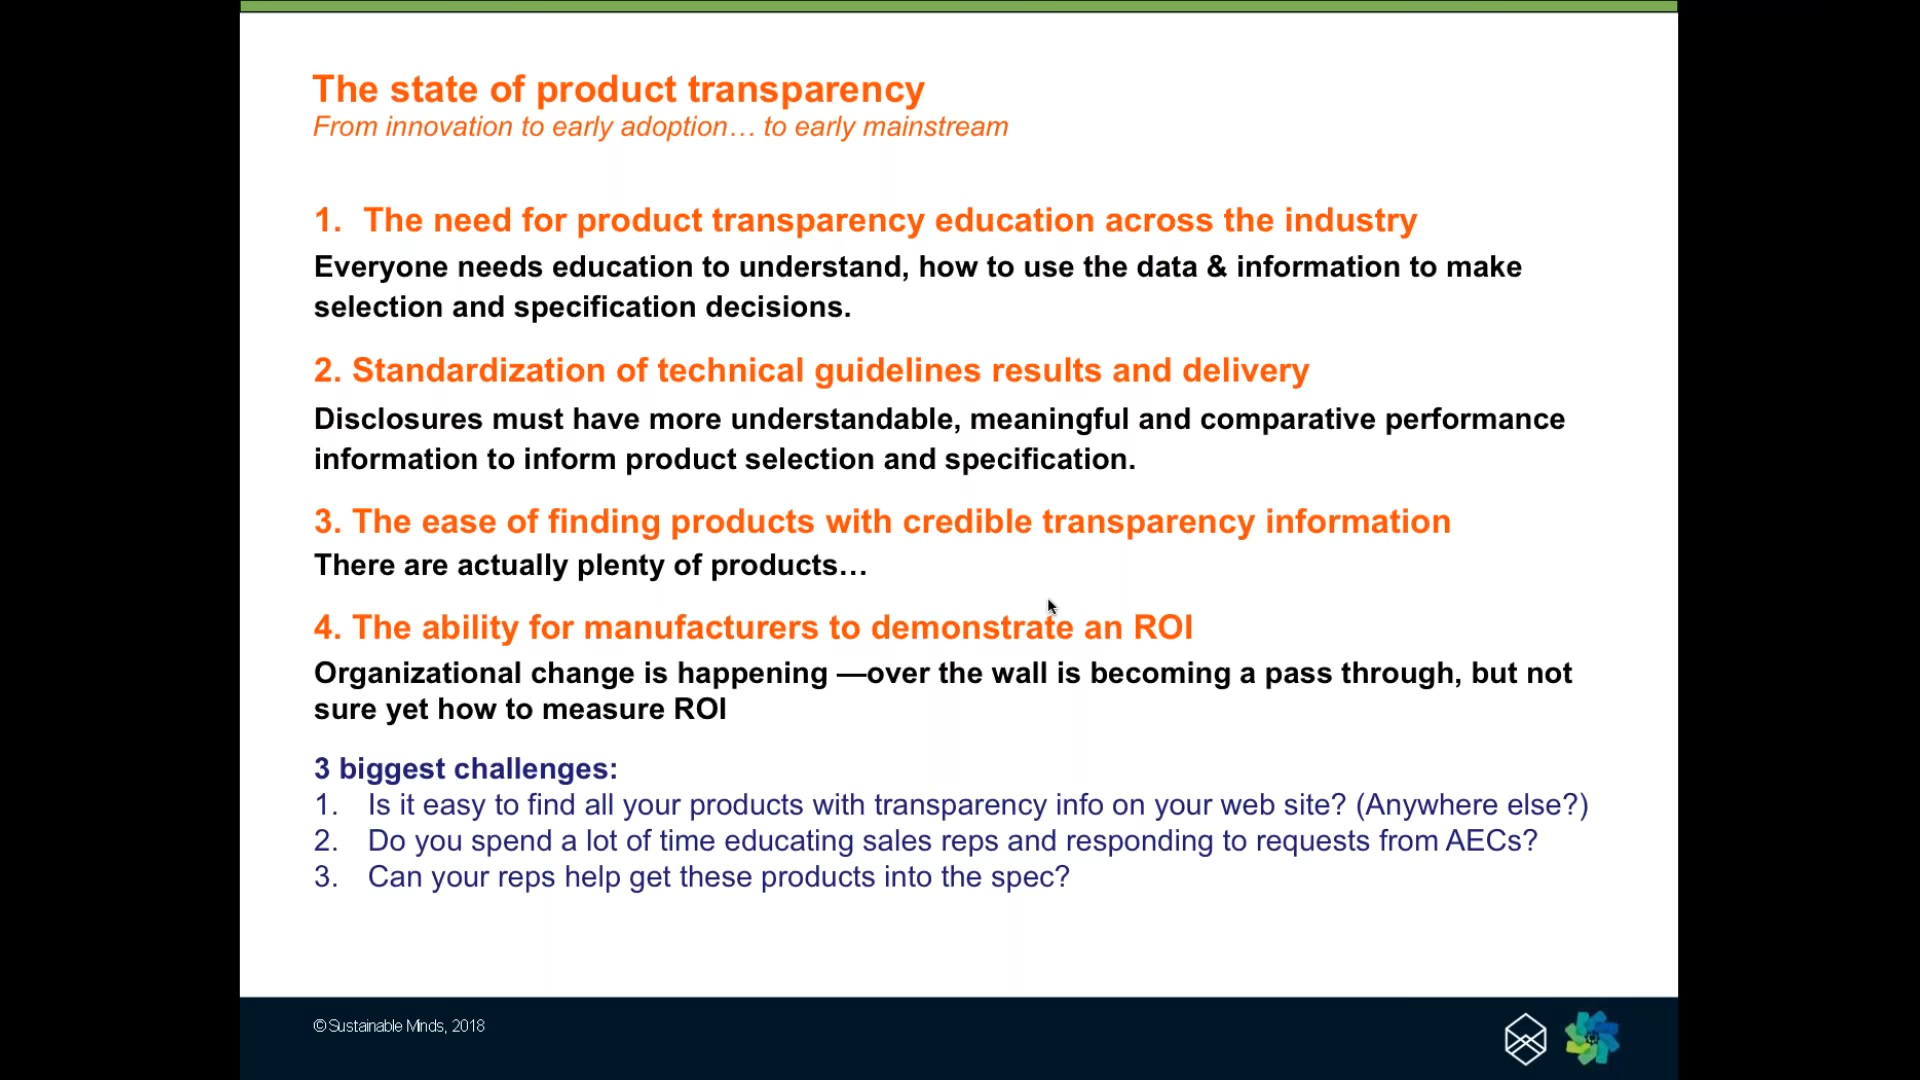 The state of product transparency
From innovation to early adoption… to early mainstream
1. The need for product transparency education across the industry
Everyone needs education to understand, how to use the data & information to make
selection and specification decisions.
2. Standardization of technical guidelines results and delivery
Disclosures must have more understandable, meaningful and comparative performance
information to inform product selection and specification.
3. The ease of finding products with credible transparency information
There are actually plenty of products…
4. The ability for manufacturers to demonstrate an ROI
Organizational change is happening —over the wall is becoming a pass through, but not
sure yet how to measure ROI
3 biggest challenges:
1. Is it easy to find all your products with transparency info on your web site? (Anywhere else?)
2. Do you spend a lot of time educating sales reps and responding to requests from AECs?
3. Can your reps help get these products into the spec?
© Sustainable Minds, 2018